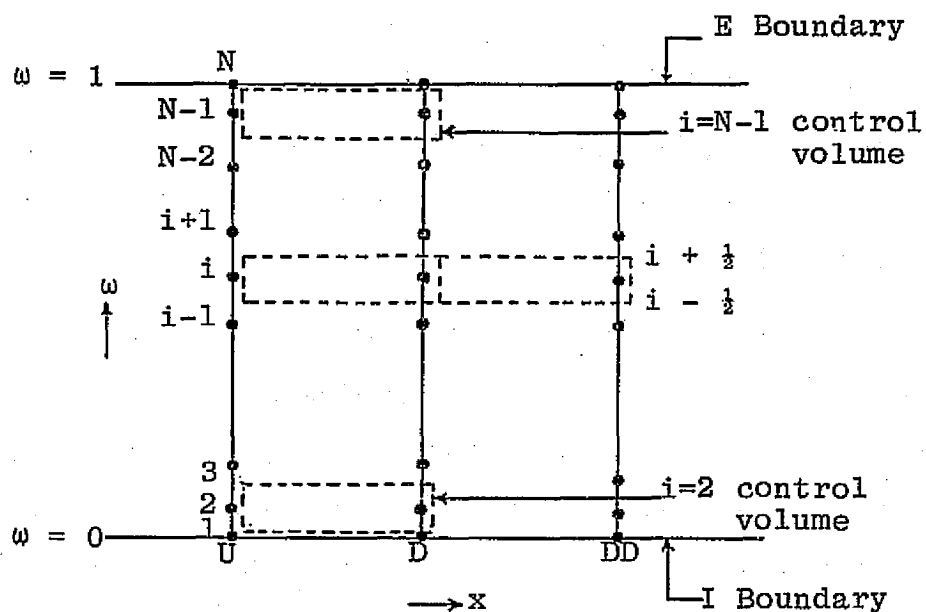 E Boundary
N
ω = 1
N-1
i=N-1 control
volume
N-2
i+1
i + ½
i
ω
i - ½
i-1
3
i=2 control
2
volume
1
ω = 0
U
D
DD
x
I Boundary